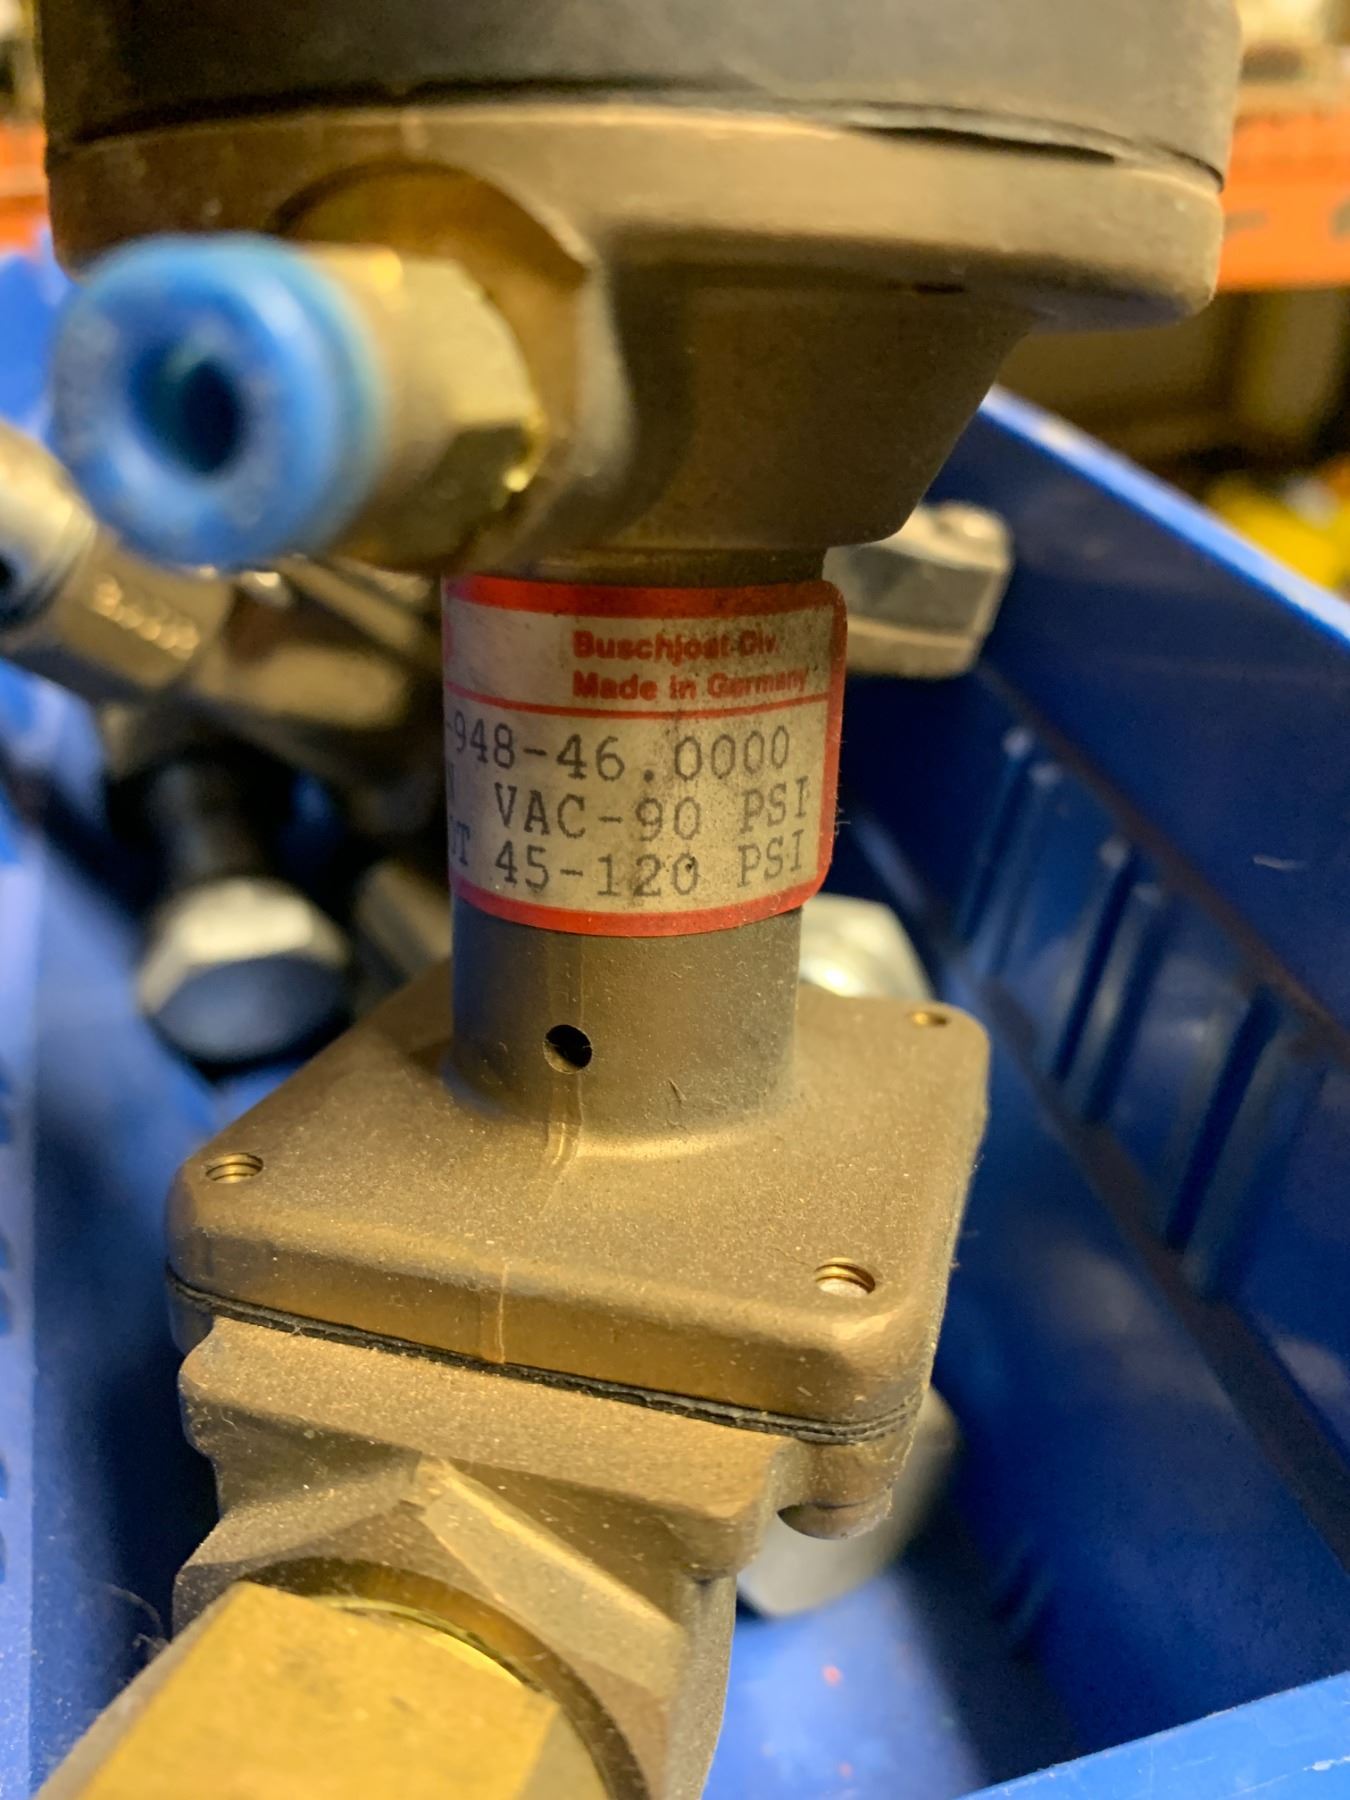 Buschjost Div.
Made in Germany
-948-46.0000
VAC-90 PSI
45-120 PSI